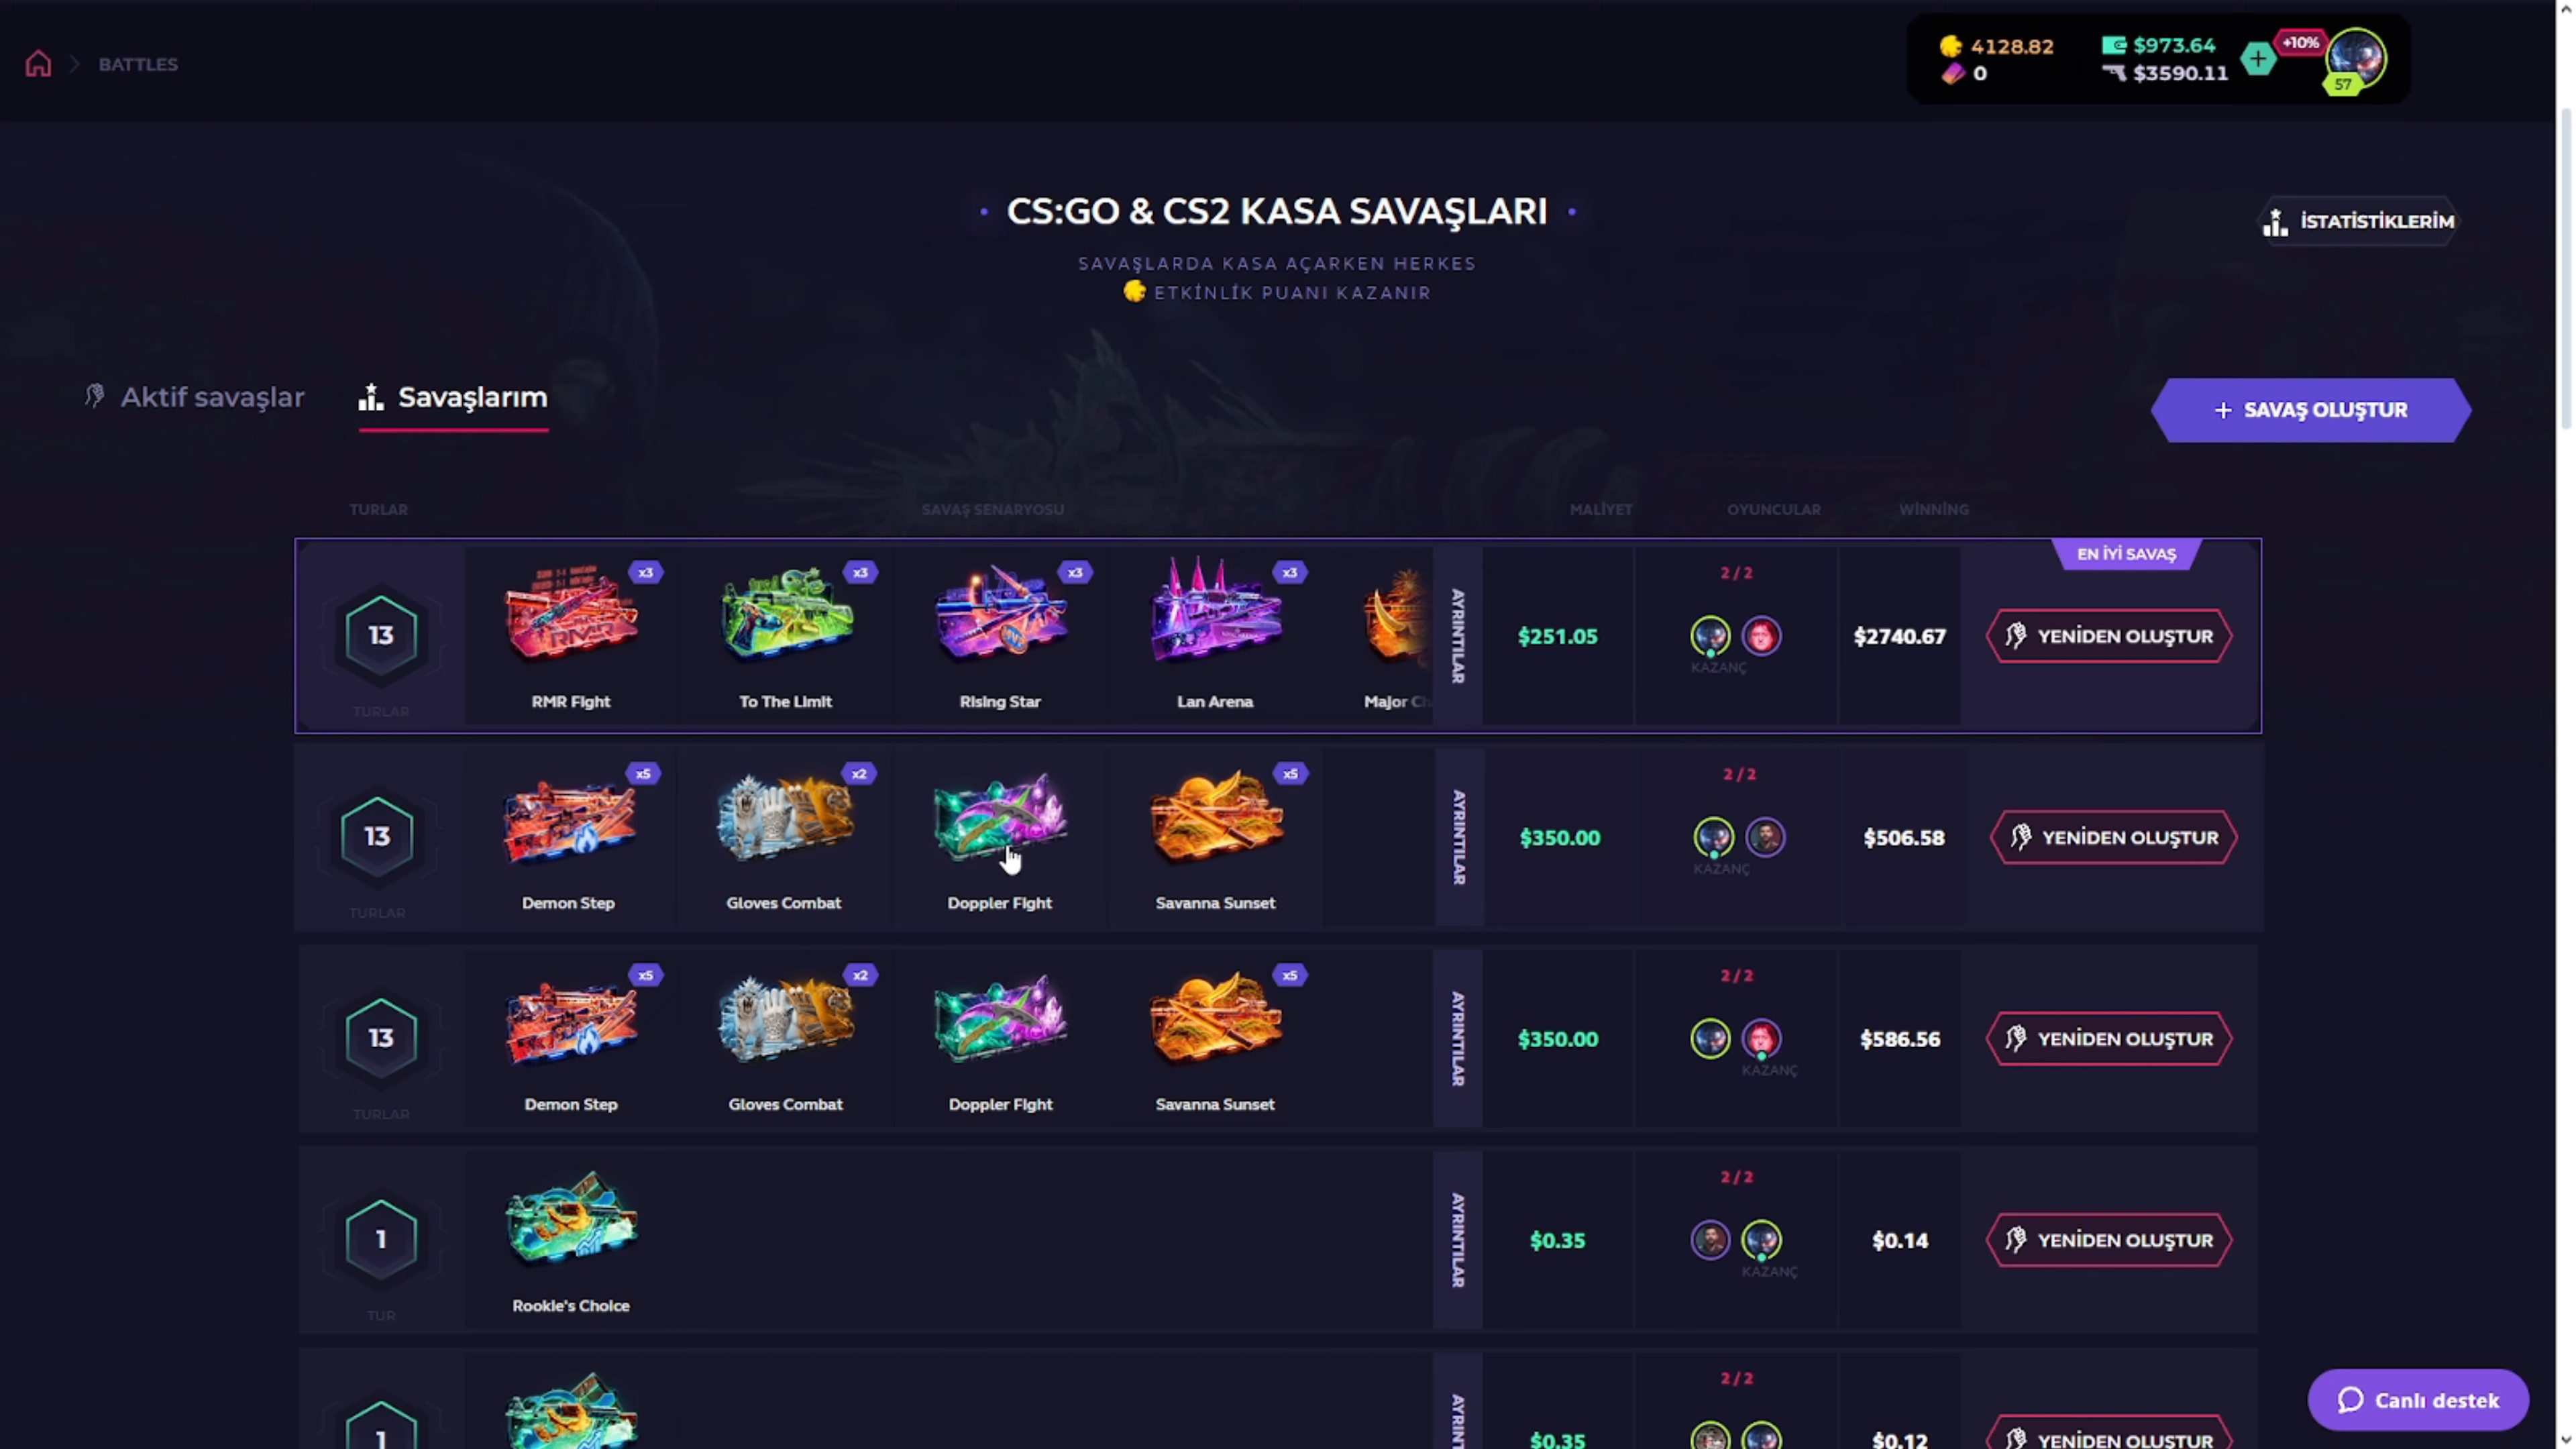 BATTLES
4128.82
$973.64
+10%
0
$3590.11
57
CS:GO & CS2 KASA SAVAŞLARI
İSTATİSTİKLERİM
SAVAŞLARDA KASA AÇARKEN HERKES
ETKİNLİK PUANI KAZANIR
Aktif savaşlar
Savaşlarım
+ SAVAŞ OLUŞTUR
TURLAR
SAVAŞ SENARYOSU
MALİYET
OYUNCULAR
WİNNİNG
EN İYİ SAVAŞ
13
TURLAR
x3
RMR Fight
x3
To The Limit
x3
Rising Star
x3
Lan Arena
Major Ch
AYRINTILAR
$251.05
2 / 2
KAZANÇ
$2740.67
YENİDEN OLUŞTUR
13
TURLAR
x5
Demon Step
x2
Gloves Combat
Doppler Fight
x5
Savanna Sunset
AYRINTILAR
$350.00
2 / 2
KAZANÇ
$506.58
YENİDEN OLUŞTUR
13
TURLAR
x5
Demon Step
x2
Gloves Combat
Doppler Fight
x5
Savanna Sunset
AYRINTILAR
$350.00
2 / 2
KAZANÇ
$586.56
YENİDEN OLUŞTUR
1
TUR
Rookie's Choice
AYRINTILAR
$0.35
2 / 2
KAZANÇ
$0.14
YENİDEN OLUŞTUR
1
AYRINT
$0.35
2 / 2
$0.12
YENİDEN OLUŞTUR
Canlı destek